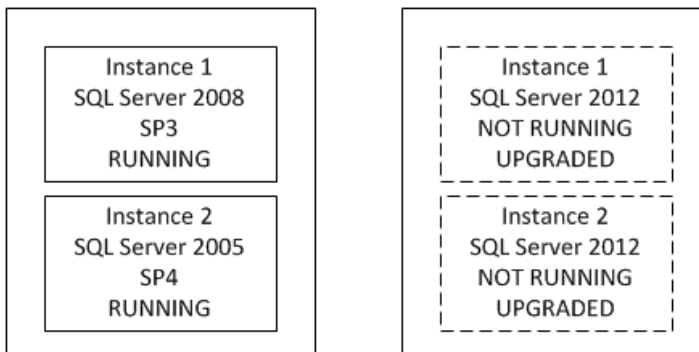 Instance 1
SQL Server 2008
SP3
RUNNING
Instance 2
SQL Server 2005
SP4
RUNNING
Instance 1
SQL Server 2012
NOT RUNNING
UPGRADED
Instance 2
SQL Server 2012
NOT RUNNING
UPGRADED